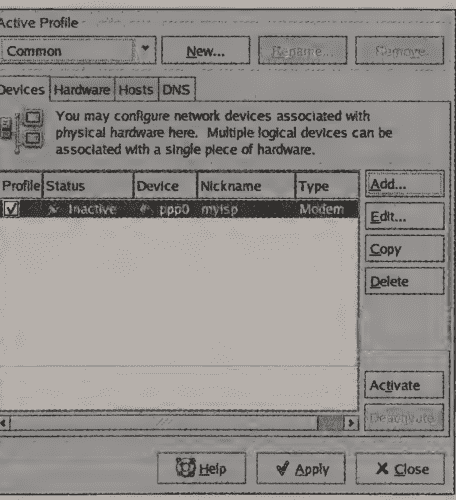 Active Profile
Common New... Rename... Remove
Devices Hardware Hosts DNS
You may configure network devices associated with
physical hardware here. Multiple logical devices can be
associated with a single piece of hardware.
Profile Status Device Nickname Type
Inactive ppp0 myisp Modem
Add...
Edit...
Copy
Delete
Activate
Deactivate
Help Apply Close